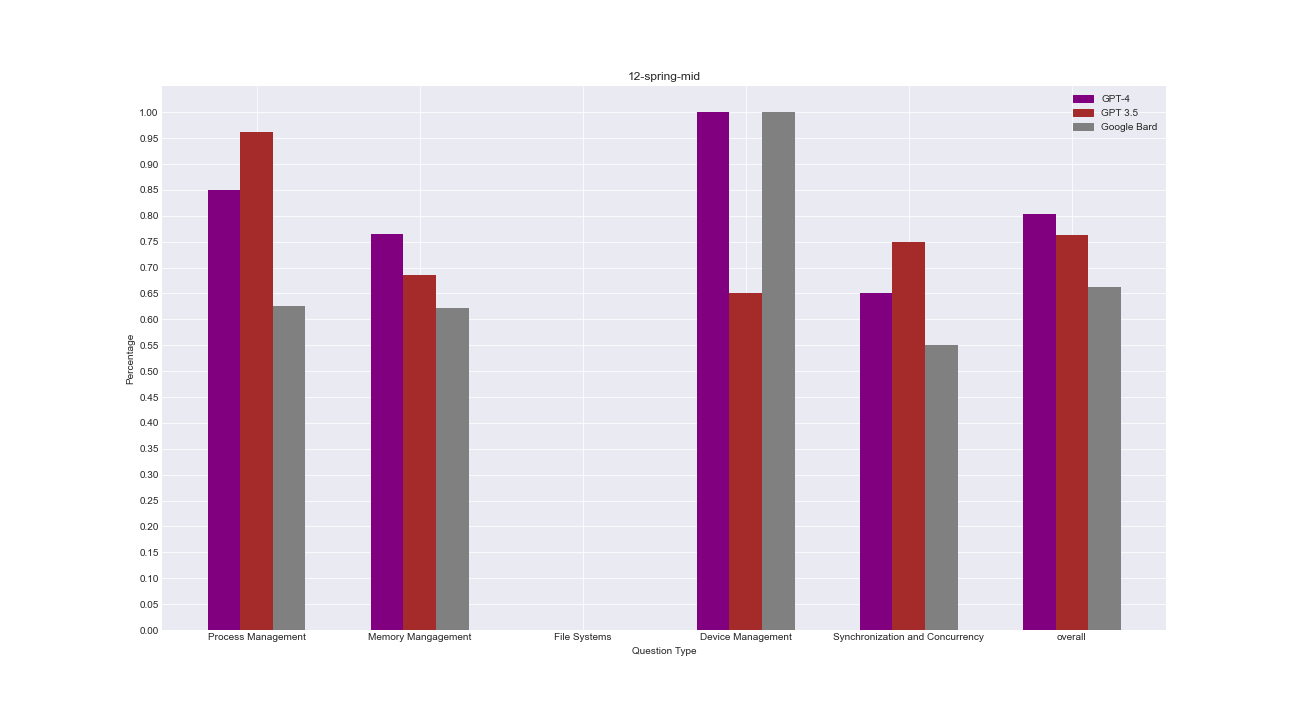 12-spring-mid
GPT-4
GPT 3.5
Google Bard
Percentage
1.00
0.95
0.90
0.85
0.80
0.75
0.70
0.65
0.60
0.55
0.50
0.45
0.40
0.35
0.30
0.25
0.20
0.15
0.10
0.05
0.00
Process Management
Memory Mangagement
File Systems
Device Management
Synchronization and Concurrency
overall
Question Type